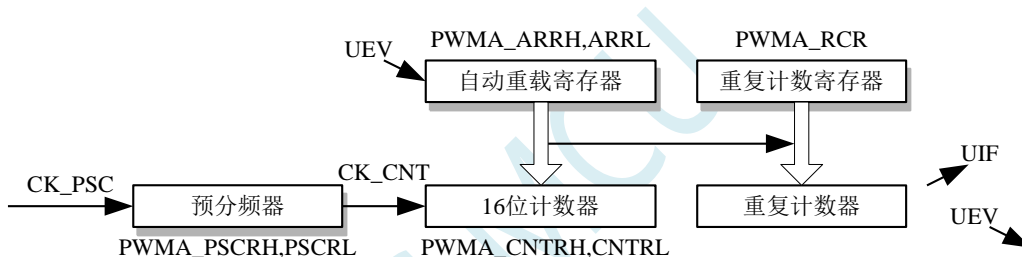 PWMA_ARRH,ARRL
PWMA_RCR
UEV
自动重载寄存器
重复计数寄存器
UIF
CK_PSC
CK_CNT
预分频器
16位计数器
重复计数器
UEV
PWMA_PSCRH,PSCRL
PWMA_CNTRH,CNTRL
MCU